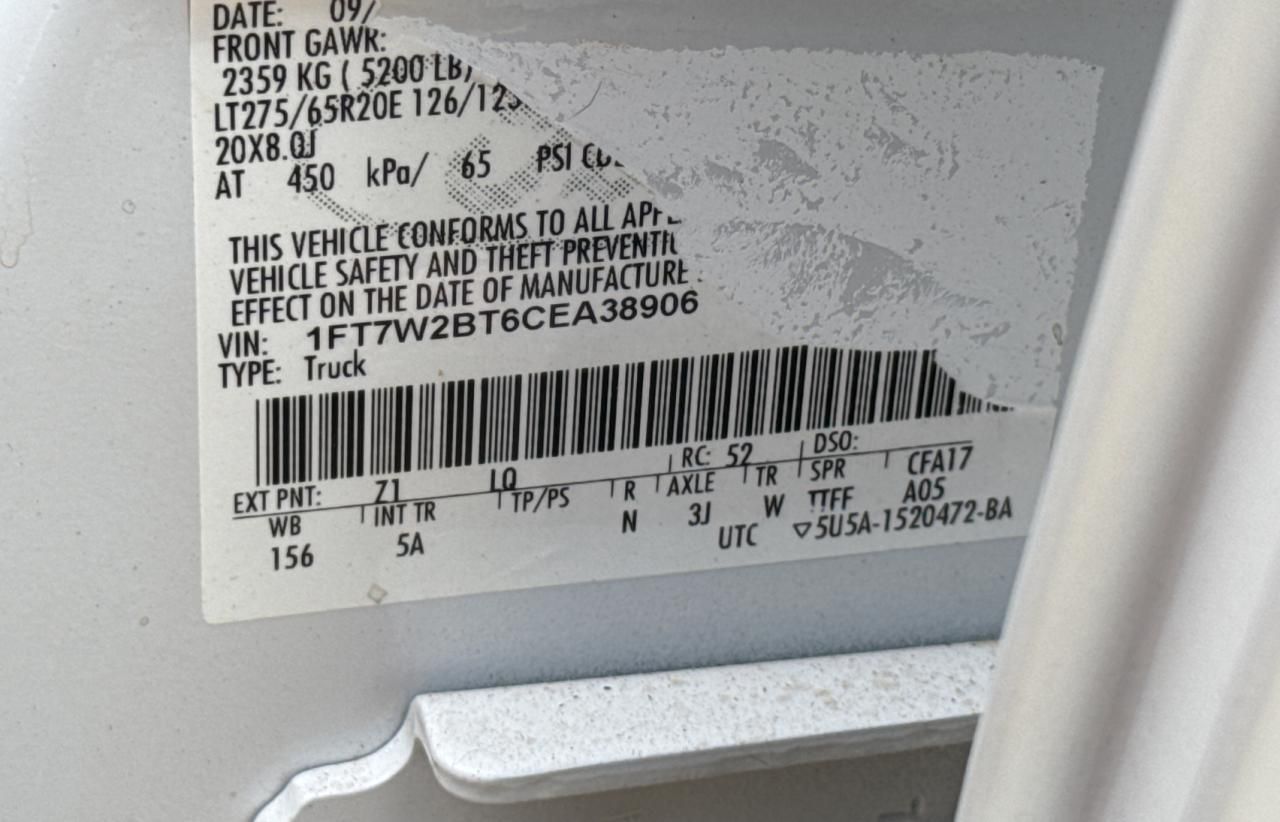 DATE: 09/
FRONT GAWR:
2359 KG ( 5200 LB)
LT275/65R20E 126/123
20X8.0J
AT 450 kPa/ 65 PSI
THIS VEHICLE CONFORMS TO ALL
VEHICLE SAFETY AND THEFT
EFFECT ON THE DATE OF MANUFACTURE
VIN: 1FT7W2BT6CEA38906
TYPE: Truck
EXT PNT: Z1 LQ RC: 52 DSO:
WB INT TR TP/PS R AXLE TR SPR CFA17
156 5A N 3J W TTFF A05
UTC ▽5U5A-1520472-BA